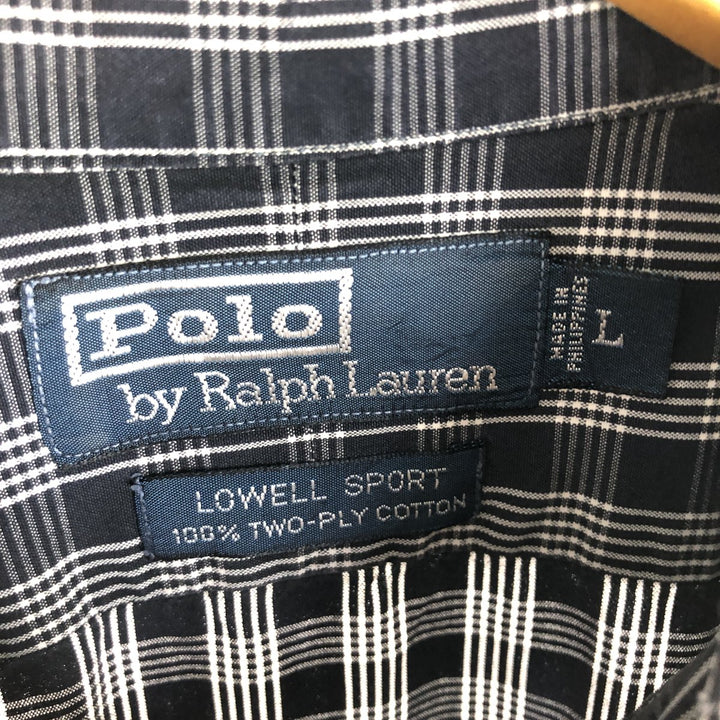 Polo
by Ralph Lauren
MADE IN
PHILIPPINES
L
LOWELL SPORT
100% TWO-PLY COTTON